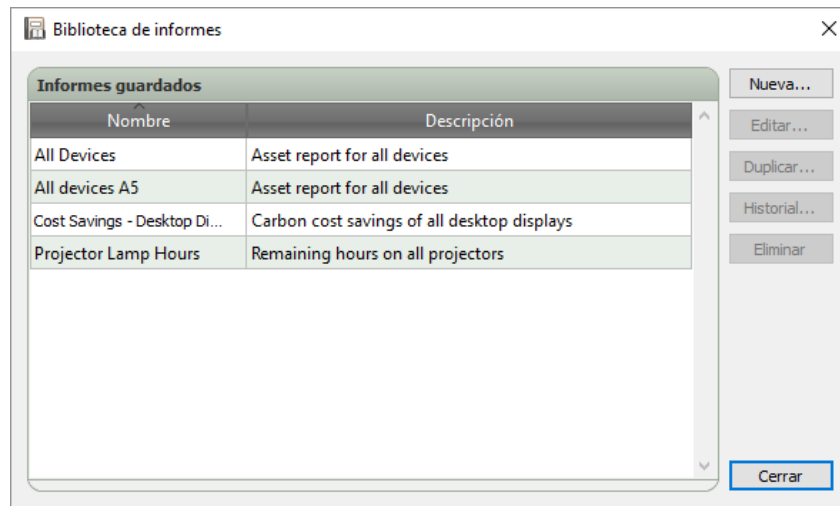 Biblioteca de informes
Informes guardados
Nombre Descripción
All Devices Asset report for all devices
All devices A5 Asset report for all devices
Cost Savings - Desktop Di... Carbon cost savings of all desktop displays
Projector Lamp Hours Remaining hours on all projectors
Nueva...
Editar...
Duplicar...
Historial...
Eliminar
Cerrar